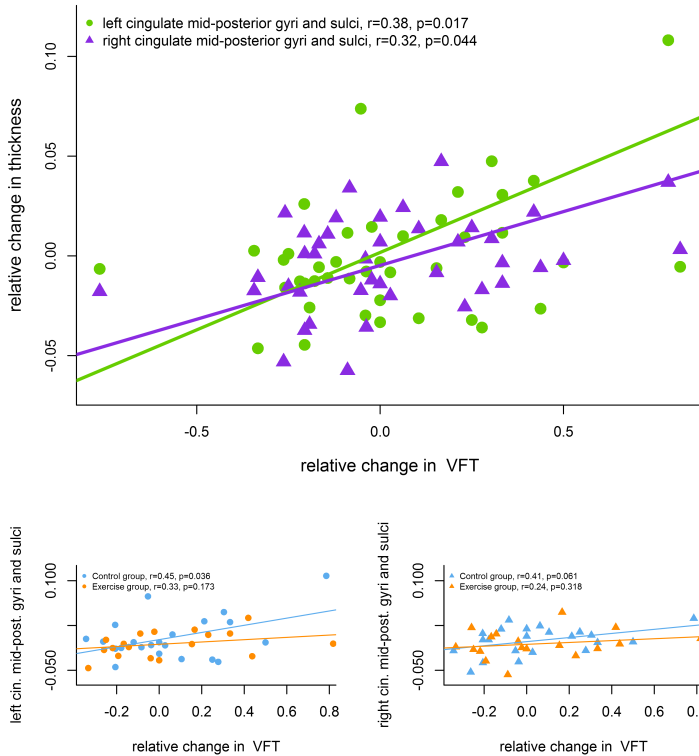 left cingulate mid-posterior gyri and sulci, r=0.38, p=0.017
right cingulate mid-posterior gyri and sulci, r=0.32, p=0.044
relative change in thickness
0.10
0.05
0.00
-0.05
-0.5 0.0 0.5
relative change in VFT
left cin. mid-post. gyri and sulci
Control group, r=0.45, p=0.036
Exercise group, r=0.33, p=0.173
0.100
-0.050
-0.2 0.0 0.2 0.4 0.6 0.8
relative change in VFT
right cin. mid-post. gyri and sulci
Control group, r=0.41, p=0.061
Exercise group, r=0.24, p=0.318
0.100
-0.050
-0.2 0.0 0.2 0.4 0.6
relative change in VFT